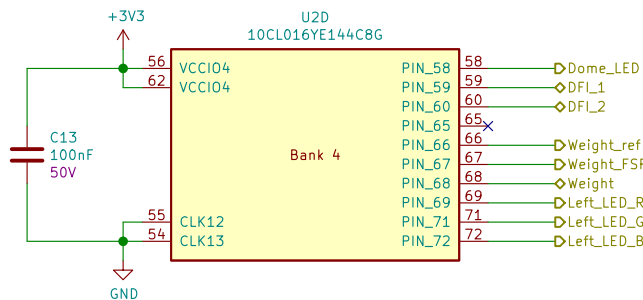 +3V3
U2D
10CL016YE144C8G
56 VCCIO4 PIN_58 58 Dome_LED
62 VCCIO4 PIN_59 59 DFI_1
PIN_60 60 DFI_2
PIN_65 65
C13
100nF
50V
Bank 4
PIN_66 66 Weight_ref
PIN_67 67 Weight_FSR
PIN_68 68 Weight
PIN_69 69 Left_LED_R
55 CLK12 PIN_71 71 Left_LED_G
54 CLK13 PIN_72 72 Left_LED_B
GND